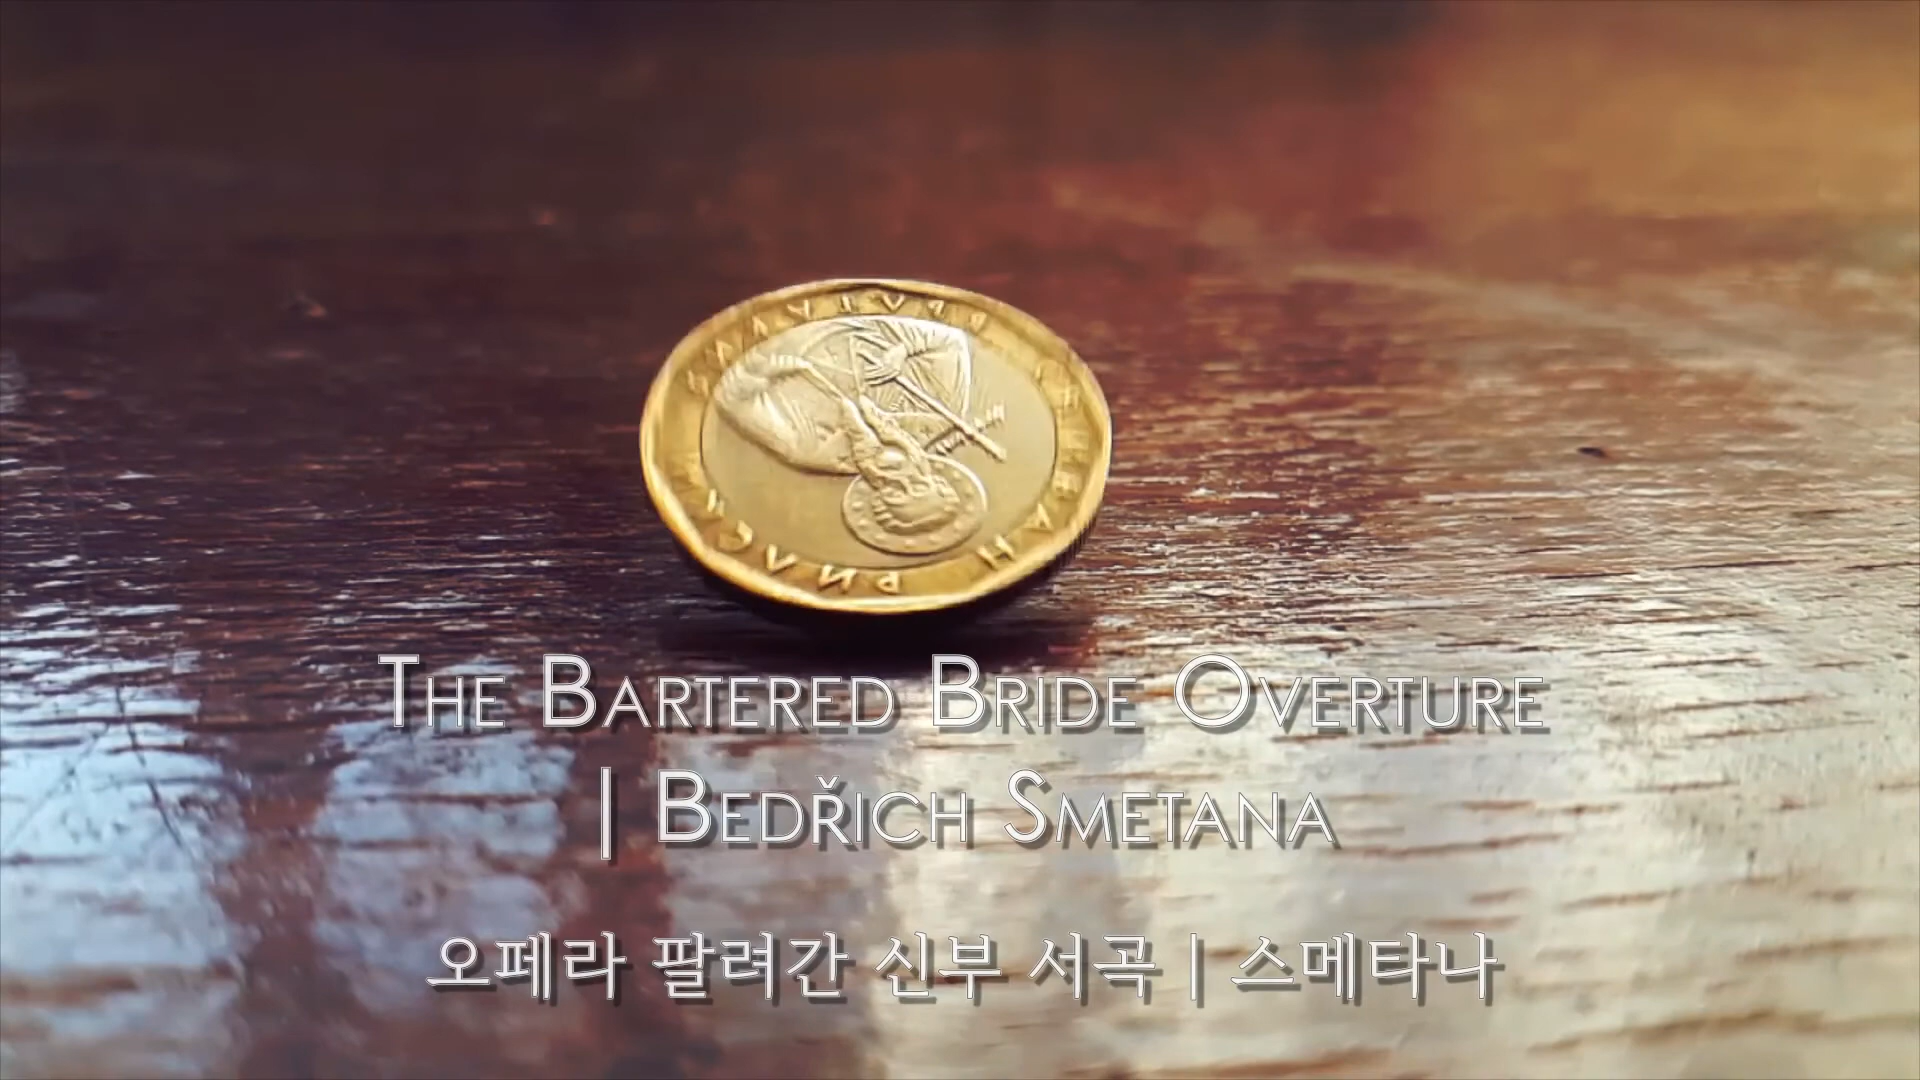 The Bartered Bride Overture
| Bedřich Smetana
오페라 팔려간 신부 서곡 | 스메타나